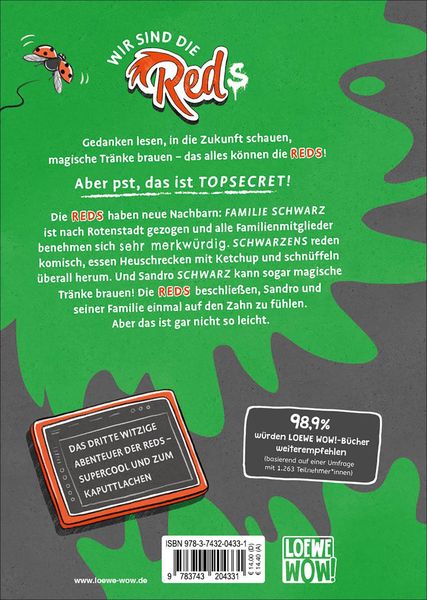 WIR SIND DIE
Reds
Gedanken lesen, in die Zukunft schauen,
magische Tränke brauen – das alles können die REDS!
Aber pst, das ist TOPSECRET!
Die REDS haben neue Nachbarn: FAMILIE SCHWARZ
ist nach Rotenstadt gezogen und alle Familienmitglieder
benehmen sich sehr merkwürdig. SCHWARZENS reden
komisch, essen Heuschrecken mit Ketchup und schnüffeln
überall herum. Und Sandro SCHWARZ kann sogar magische
Tränke brauen! Die REDS beschließen, Sandro und
seiner Familie einmal auf den Zahn zu fühlen.
Aber das ist gar nicht so leicht.
DAS DRITTE WITZIGE
ABENTEUER DER REDS –
SUPERCOOL UND ZUM
KAPUTTLACHEN
98,9%
würden LOEWE WOW!-Bücher
weiterempfehlen
(basierend auf einer Umfrage
mit 1.263 Teilnehmer*innen)
ISBN 978-3-7432-0433-1
€ 14,00 (D)
€ 14,40 (A)
9 783743 204331
www.loewe-wow.de
LOEWE
WOW!